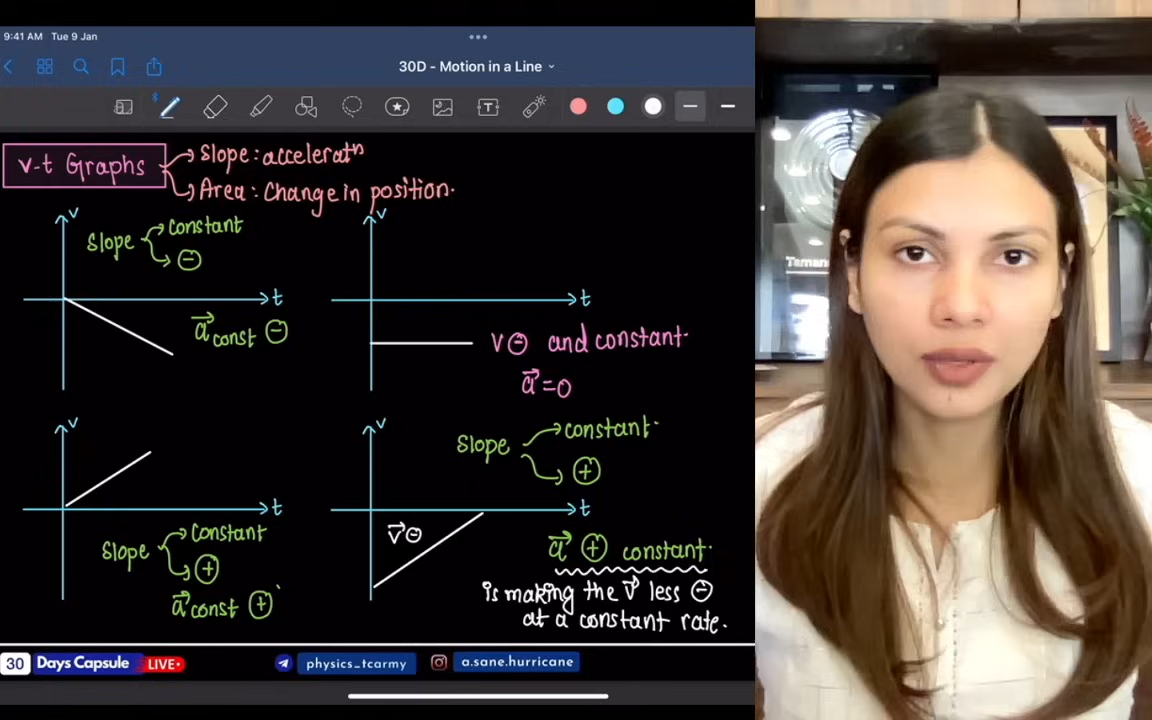 9:41 AM Tue 9 Jan
30D - Motion in a Line
T
v-t Graphs
Slope : acceleratⁿ
Area : Change in position.
v
Slope
Constant
⊖
t
a⃗ const ⊖
v
t
v ⊖ and constant.
a⃗ = 0
v
t
Slope
Constant
⊕
a⃗ const ⊕
v
Slope
constant.
⊕
t
v⃗ ⊖
a⃗ ⊕ constant.
is making the v⃗ less ⊖
at a constant rate.
30 Days Capsule LIVE
physics_tcarmy
a.sane.hurricane